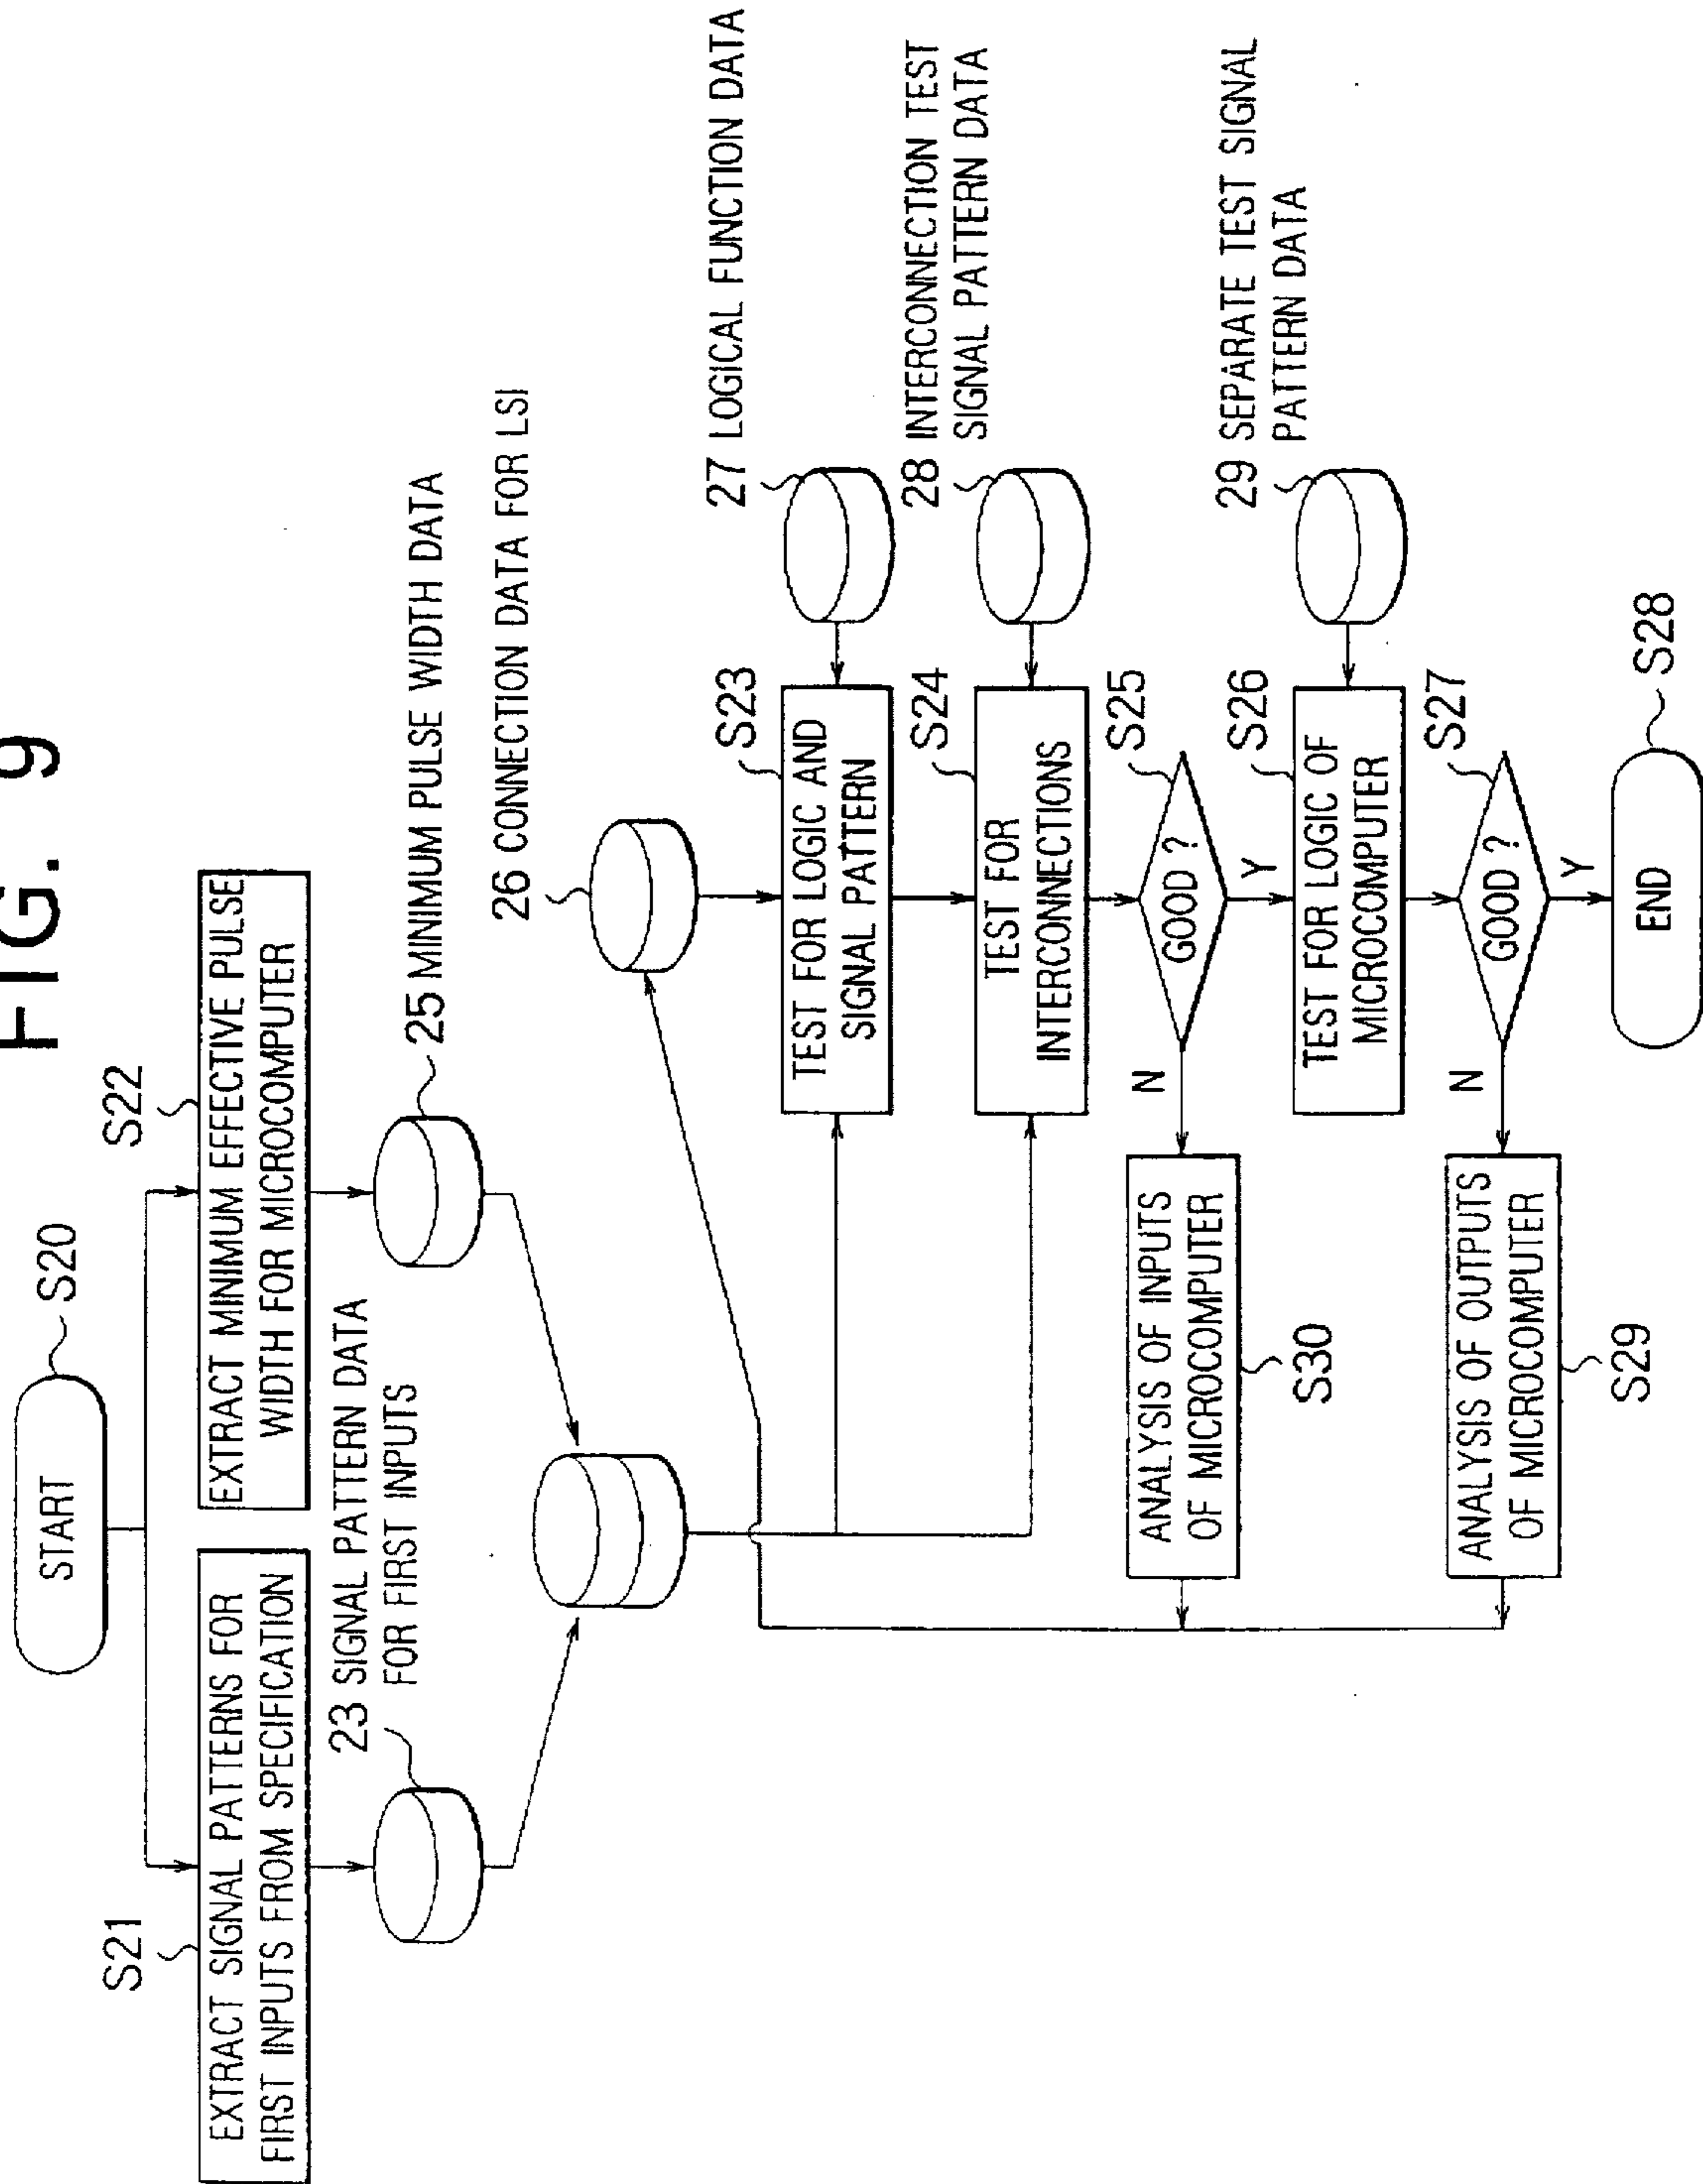 FIG. 9
START
S20
S21
S22
EXTRACT SIGNAL PATTERNS FOR
FIRST INPUTS FROM SPECIFICATION
EXTRACT MINIMUM EFFECTIVE PULSE
WIDTH FOR MICROCOMPUTER
23 SIGNAL PATTERN DATA
FOR FIRST INPUTS
25 MINIMUM PULSE WIDTH DATA
26 CONNECTION DATA FOR LSI
S23
27 LOGICAL FUNCTION DATA
TEST FOR LOGIC AND
SIGNAL PATTERN
S24
28 INTERCONNECTION TEST
SIGNAL PATTERN DATA
TEST FOR
INTERCONNECTIONS
S25
GOOD ?
N
Y
ANALYSIS OF INPUTS
OF MICROCOMPUTER
S30
S26
29 SEPARATE TEST SIGNAL
PATTERN DATA
TEST FOR LOGIC OF
MICROCOMPUTER
S27
GOOD ?
N
Y
ANALYSIS OF OUTPUTS
OF MICROCOMPUTER
S29
END
S28